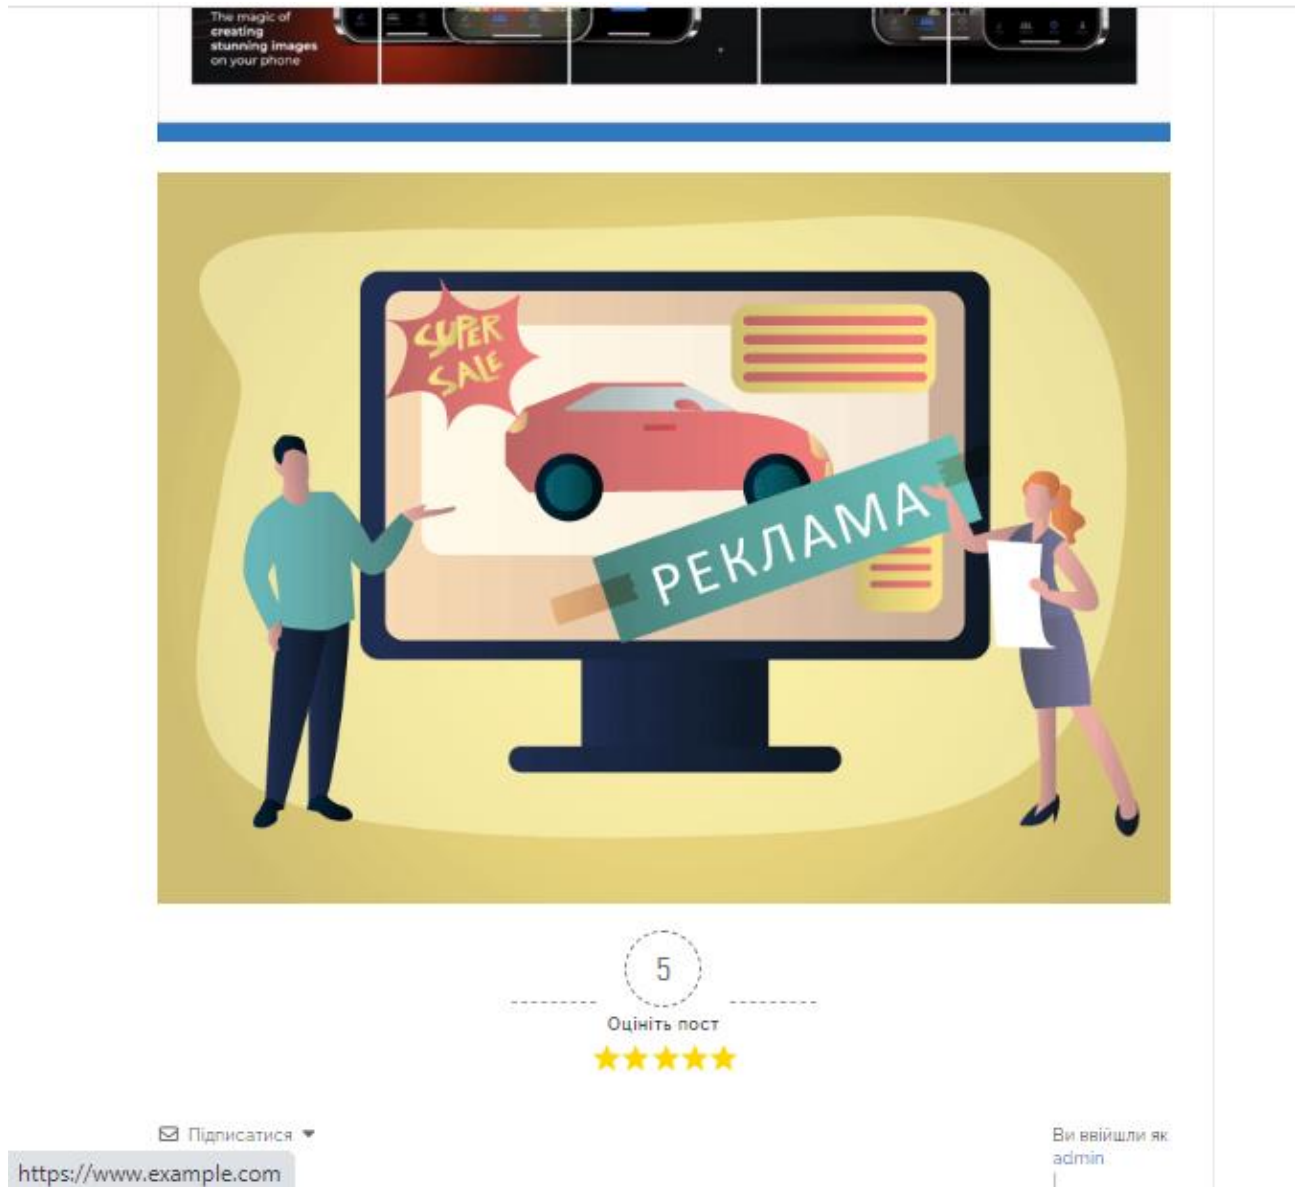 The magic of
creating
stunning images
on your phone
SUPER
SALE
РЕКЛАМА
5
Оцініть пост
Підписатися
Ви ввійшли як
admin
|
https://www.example.com